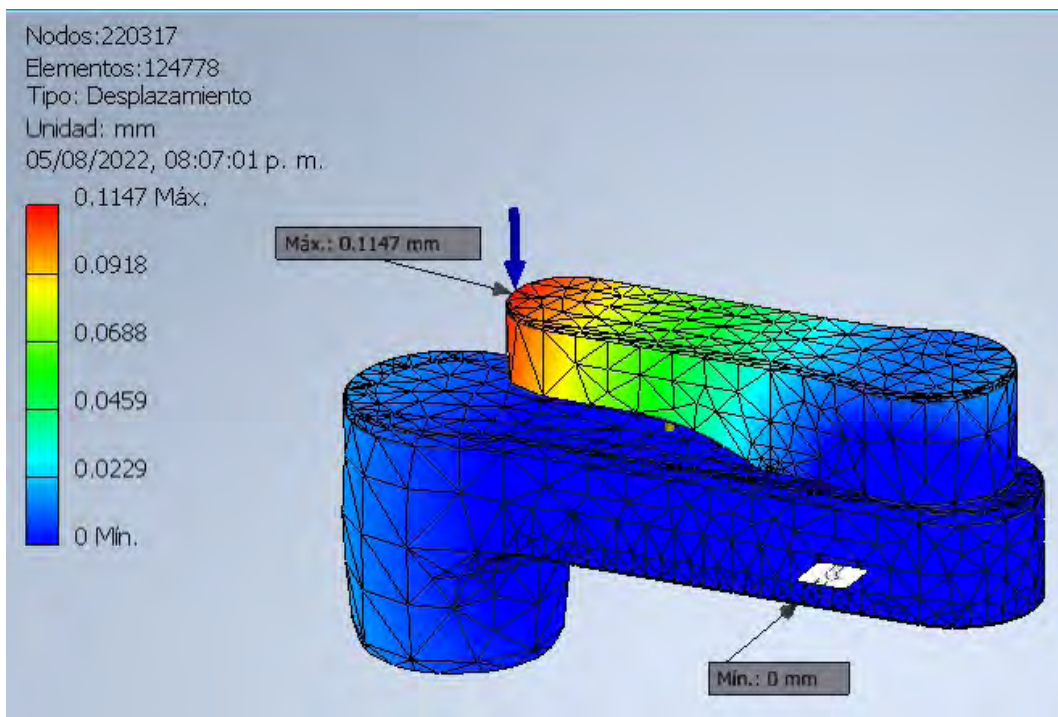 Nodos:220317
Elementos:124778
Tipo: Desplazamiento
Unidad: mm
05/08/2022, 08:07:01 p. m.
0.1147 Máx.
0.0918
0.0688
0.0459
0.0229
0 Mín.
Máx.: 0.1147 mm
Mín.: 0 mm